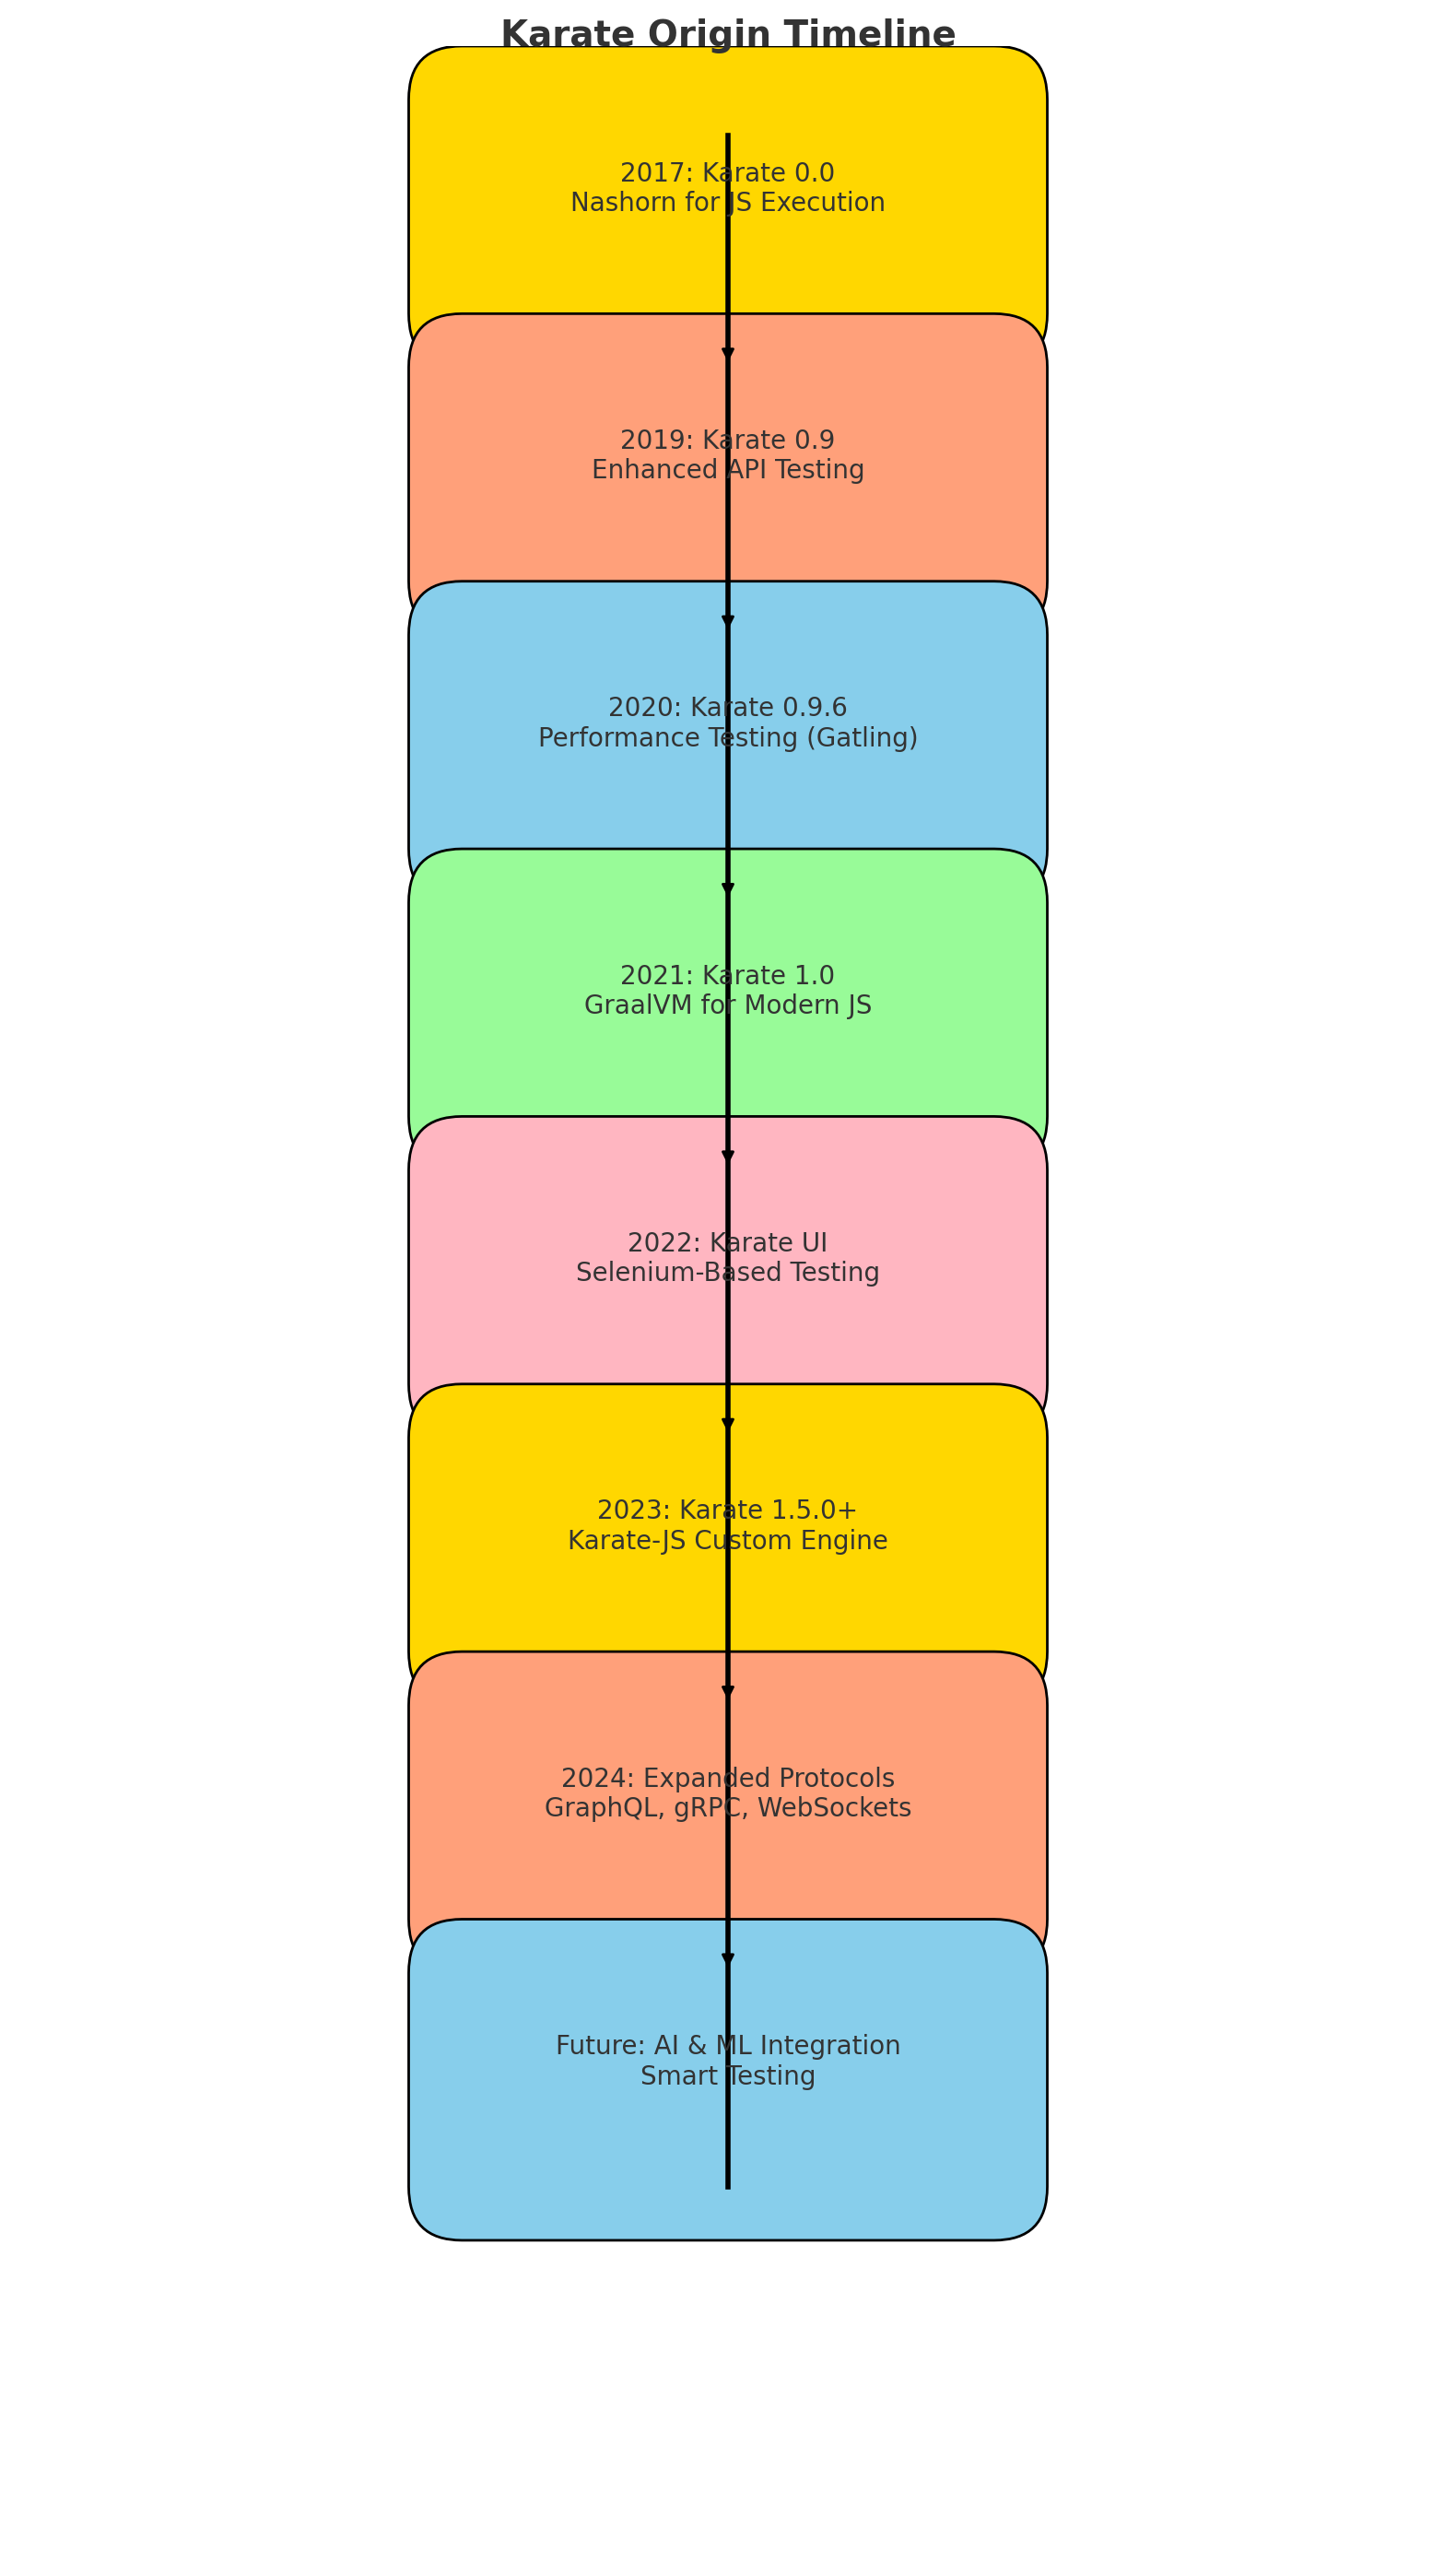 Karate Origin Timeline
2017: Karate 0.0
Nashorn for JS Execution
2019: Karate 0.9
Enhanced API Testing
2020: Karate 0.9.6
Performance Testing (Gatling)
2021: Karate 1.0
GraalVM for Modern JS
2022: Karate UI
Selenium-Based Testing
2023: Karate 1.5.0+
Karate-JS Custom Engine
2024: Expanded Protocols
GraphQL, gRPC, WebSockets
Future: AI & ML Integration
Smart Testing